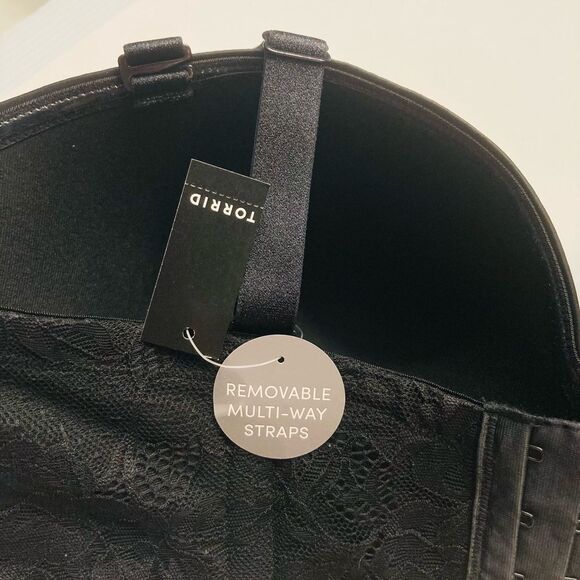 TORRID
REMOVABLE
MULTI-WAY
STRAPS